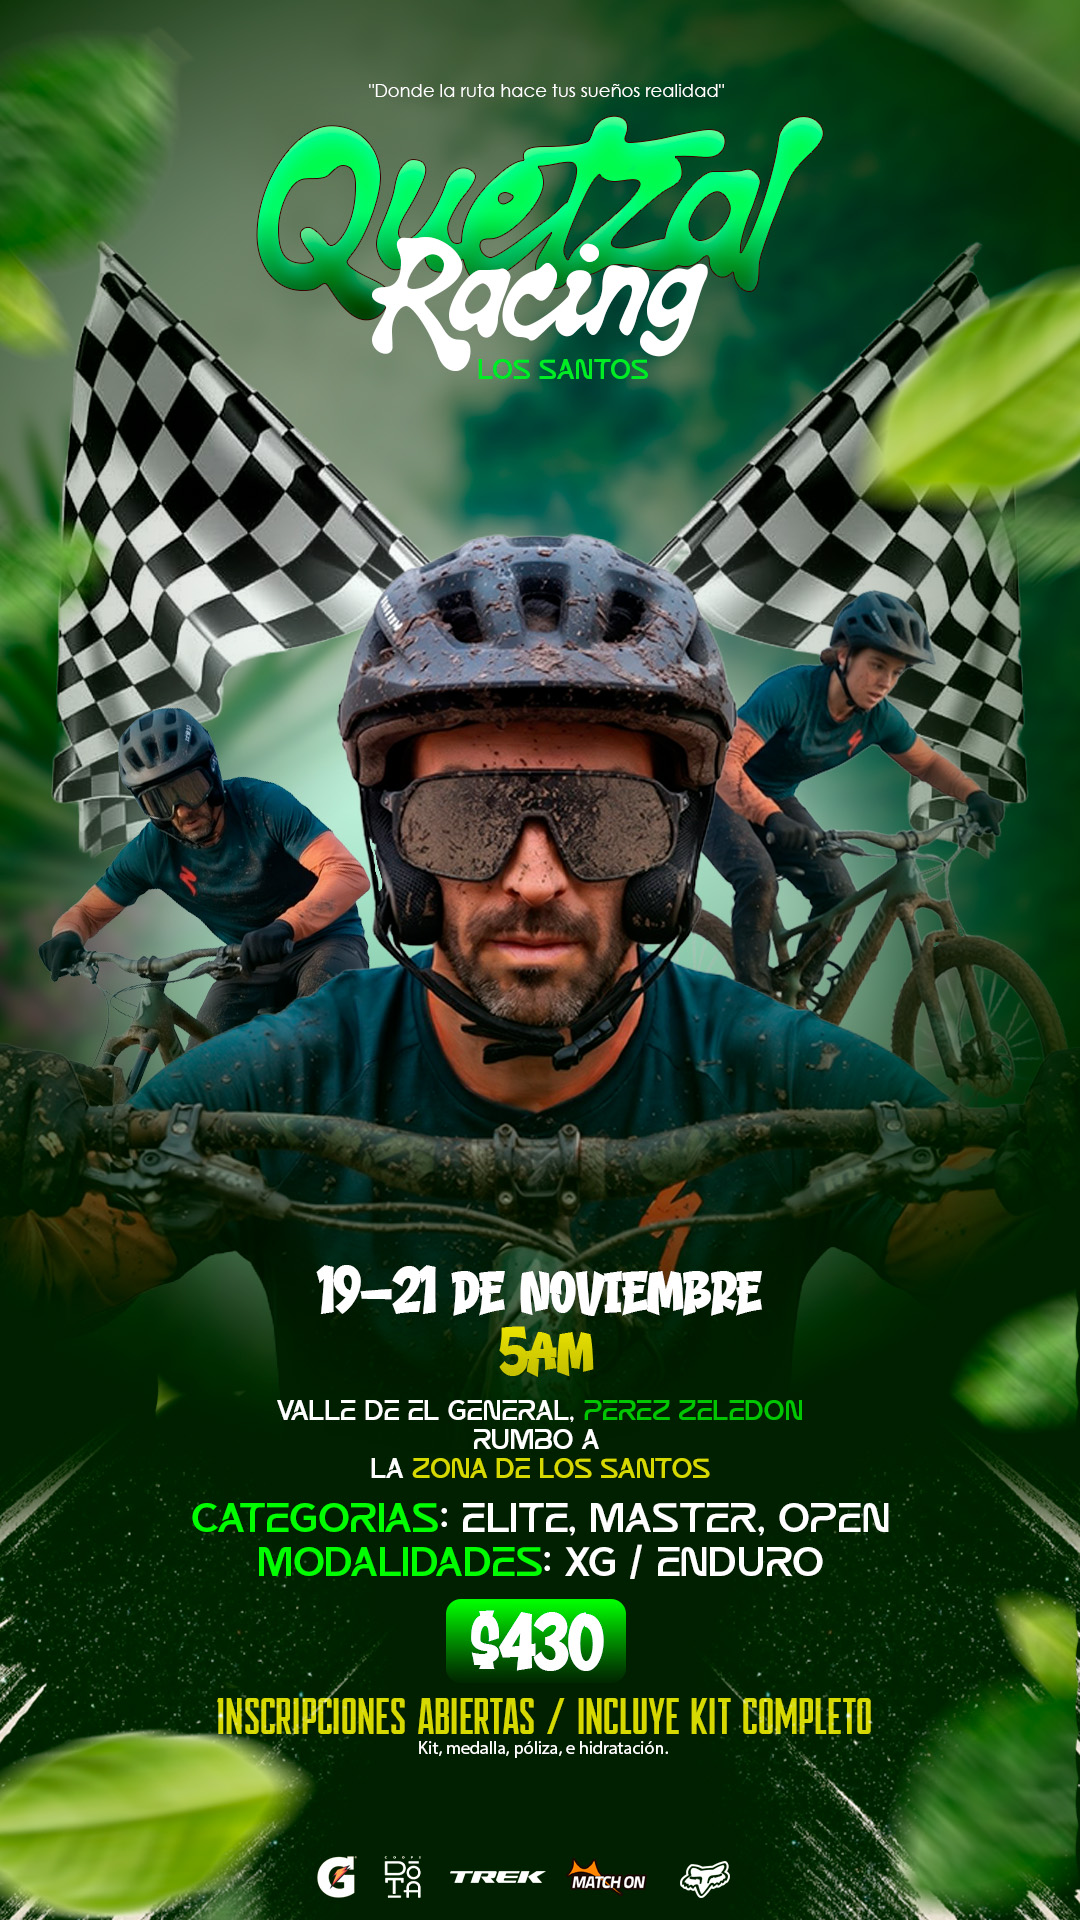 "Donde la ruta hace tus sueños realidad"
Quetzal
Racing
LOS SANTOS
19-21 DE NOVIEMBRE
5AM
VALLE DE EL GENERAL, PEREZ ZELEDON
RUMBO A
LA ZONA DE LOS SANTOS
CATEGORIAS: ELITE, MASTER, OPEN
MODALIDADES: XG / ENDURO
$430
INSCRIPCIONES ABIERTAS / INCLUYE KIT COMPLETO
Kit, medalla, póliza, e hidratación.
G COOPE DOTA TREK MATCH ON